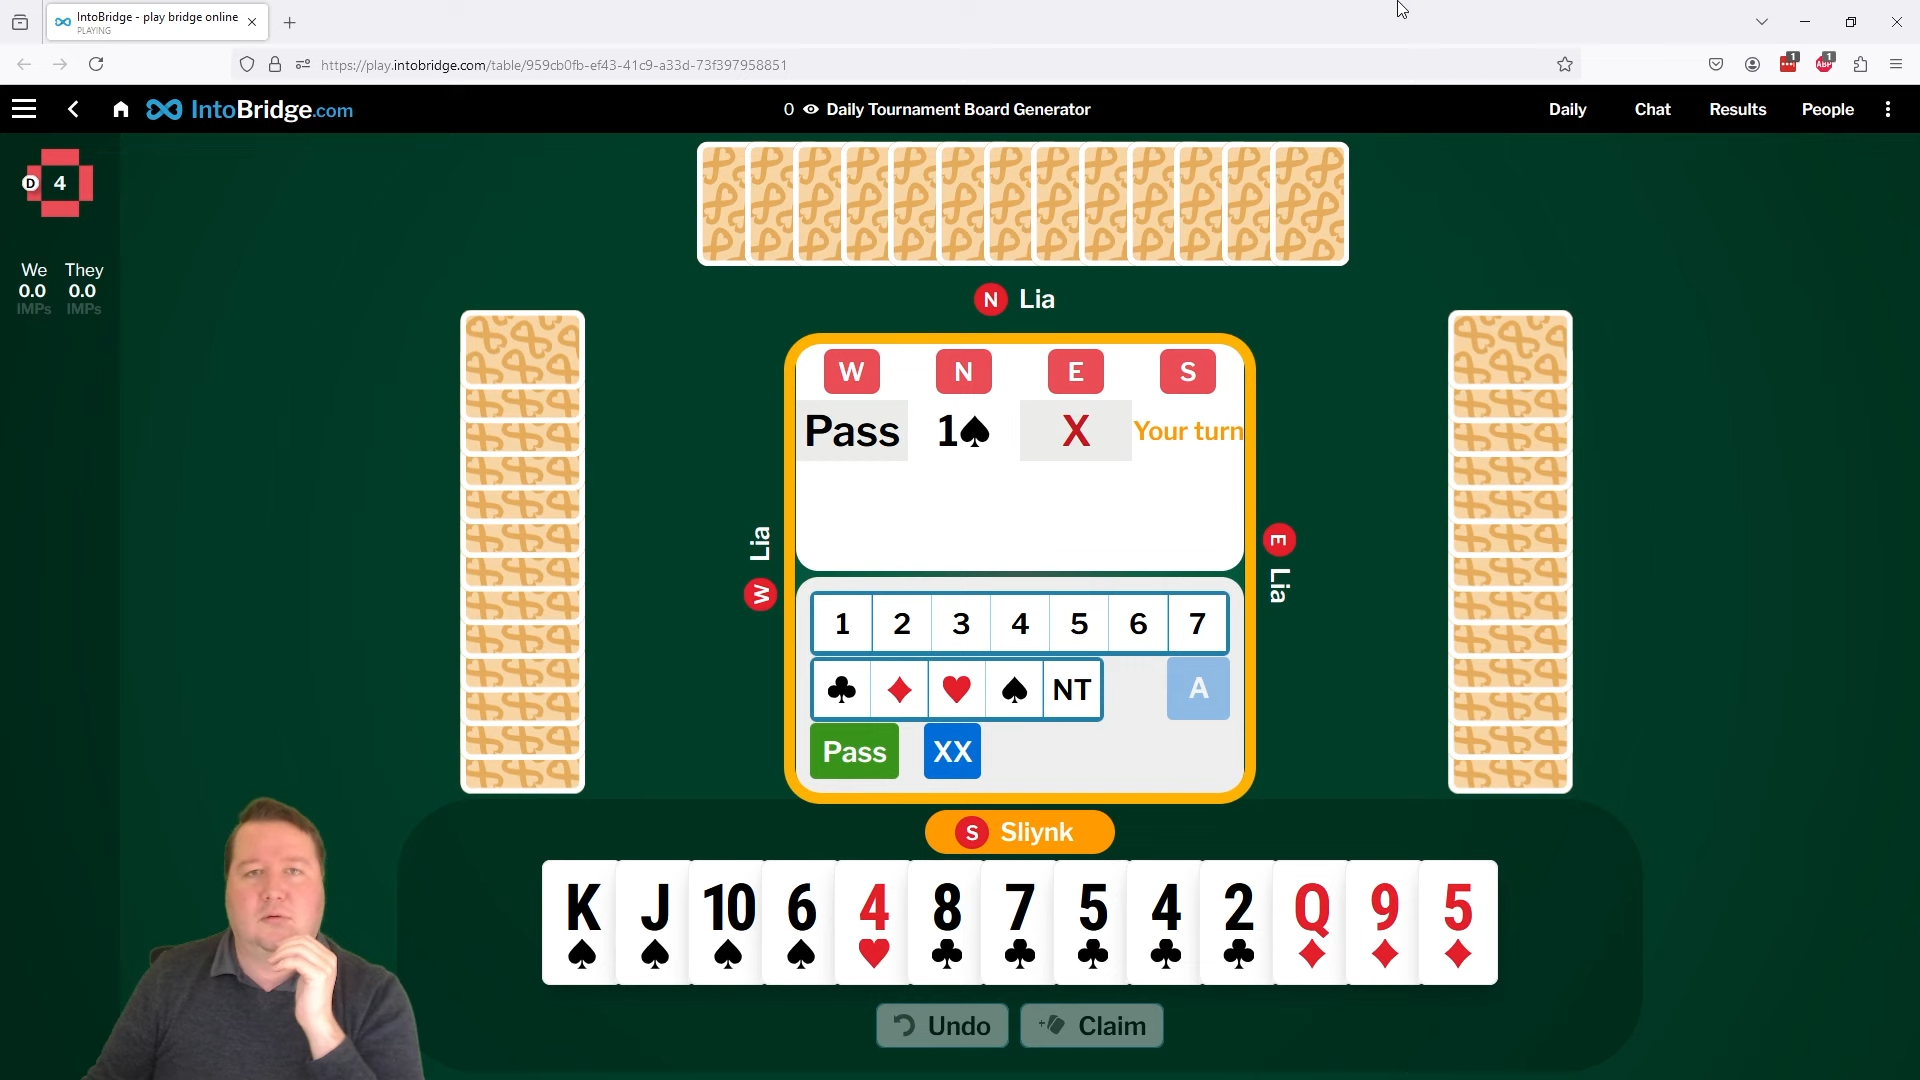 IntoBridge - play bridge online
PLAYING
https://play.intobridge.com/table/959cb0fb-ef43-41c9-a33d-73f397958851
1
ABP 1
IntoBridge.com
0 Daily Tournament Board Generator
Daily Chat Results People
D 4
We They
0.0 0.0
IMPs IMPs
N Lia
W N E S
Pass 1♠ X Your turn
W Lia
E Lia
1 2 3 4 5 6 7
♣ ♦ ♥ ♠ NT A
Pass XX
S Sliynk
K J 10 6 4 8 7 5 4 2 Q 9 5
♠ ♠ ♠ ♠ ♥ ♣ ♣ ♣ ♣ ♣ ♦ ♦ ♦
Undo Claim